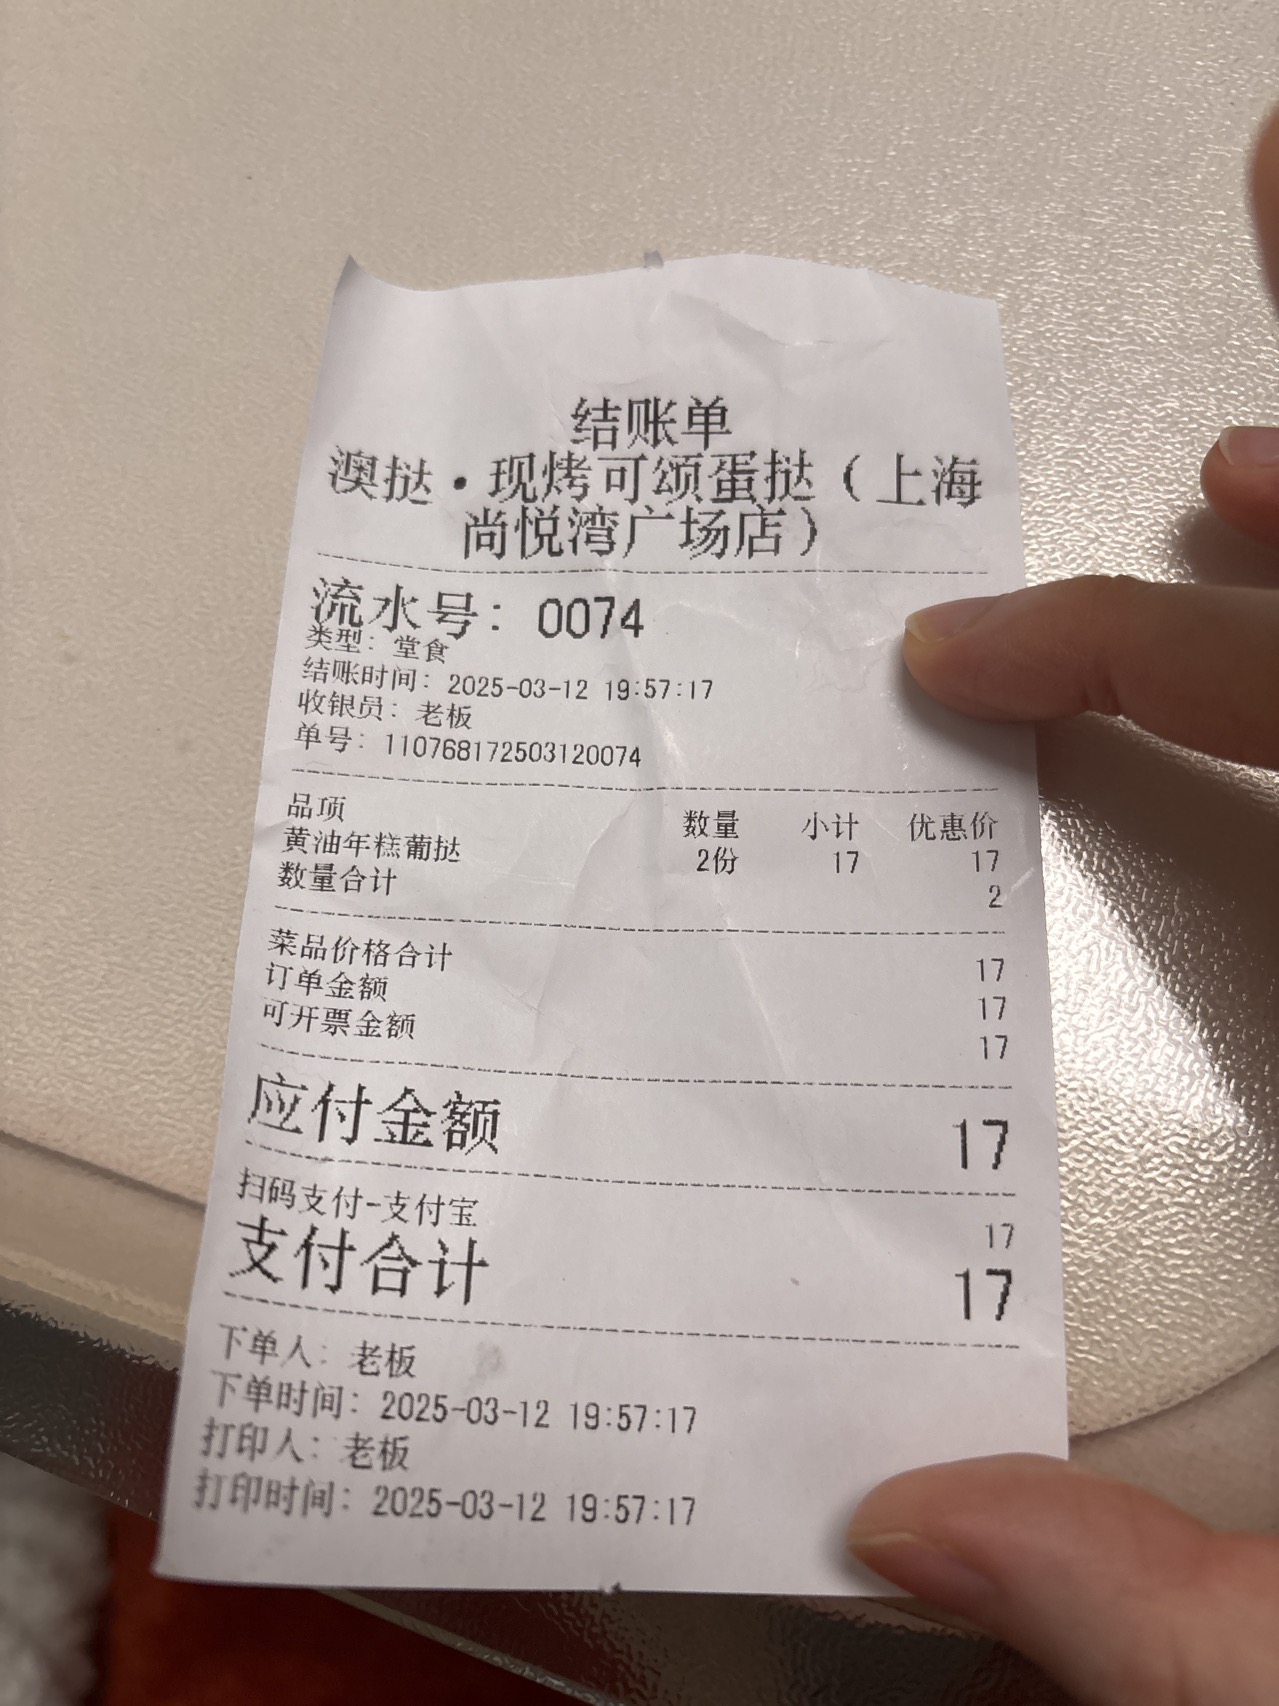 结账单
澳挞·现烤可颂蛋挞（上海
尚悦湾广场店）
流水号：0074
类型：堂食
结账时间：2025-03-12 19:57:17
收银员：老板
单号：110768172503120074
品项 数量 小计 优惠价
黄油年糕葡挞 2份 17 17
数量合计 2
菜品价格合计 17
订单金额 17
可开票金额 17
应付金额 17
扫码支付-支付宝 17
支付合计 17
下单人：老板
下单时间：2025-03-12 19:57:17
打印人：老板
打印时间：2025-03-12 19:57:17